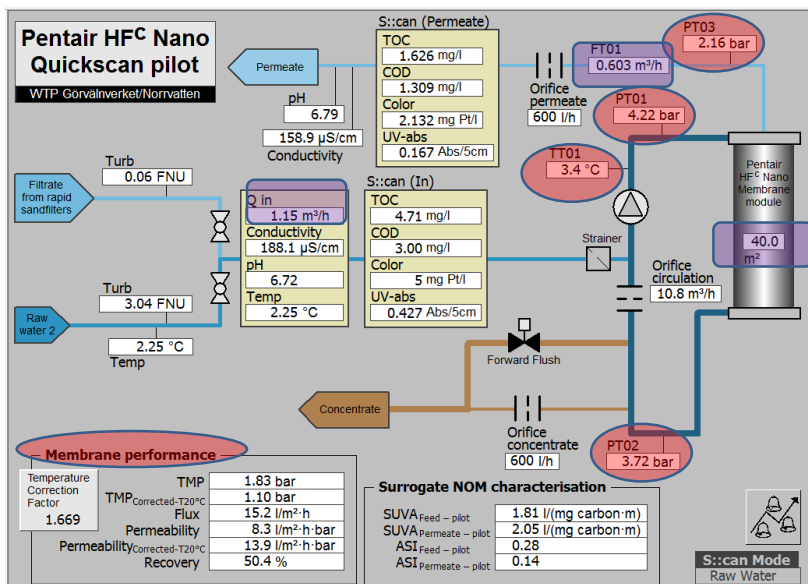 Pentair HFᶜ Nano
Quickscan pilot
WTP Görvälnverket/Norrvatten
Permeate
pH
6.79
158.9 µS/cm
Conductivity
S::can (Permeate)
TOC
1.626 mg/l
COD
1.309 mg/l
Color
2.132 mg Pt/l
UV-abs
0.167 Abs/5cm
Orifice
permeate
600 l/h
FT01
0.603 m³/h
PT03
2.16 bar
PT01
4.22 bar
TT01
3.4 °C
Pentair
HFᶜ Nano
Membrane
module
40.0
m²
Turb
0.06 FNU
Filtrate
from rapid
sandfilters
Q in
1.15 m³/h
Conductivity
188.1 µS/cm
pH
6.72
Temp
2.25 °C
S::can (In)
TOC
4.71 mg/l
COD
3.00 mg/l
Color
5 mg Pt/l
UV-abs
0.427 Abs/5cm
Strainer
Orifice
circulation
10.8 m³/h
Turb
3.04 FNU
Raw
water 2
2.25 °C
Temp
Forward Flush
Concentrate
Orifice
concentrate
600 l/h
PT02
3.72 bar
Membrane performance
Temperature
Correction
Factor
1.669
TMP 1.83 bar
TMPCorrected-T20°C 1.10 bar
Flux 15.2 l/m²·h
Permeability 8.3 l/m²·h·bar
PermeabilityCorrected-T20°C 13.9 l/m²·h·bar
Recovery 50.4 %
Surrogate NOM characterisation
SUVA Feed – pilot 1.81 l/(mg carbon·m)
SUVA Permeate – pilot 2.05 l/(mg carbon·m)
ASI Feed – pilot 0.28
ASI Permeate – pilot 0.14
S::can Mode
Raw Water